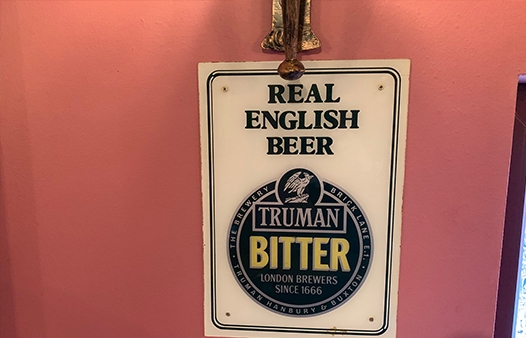 REAL
ENGLISH
BEER
THE BREWERY · BRICK LANE E.1.
TRUMAN
BITTER
LONDON BREWERS
SINCE 1666
TRUMAN HANBURY & BUXTON